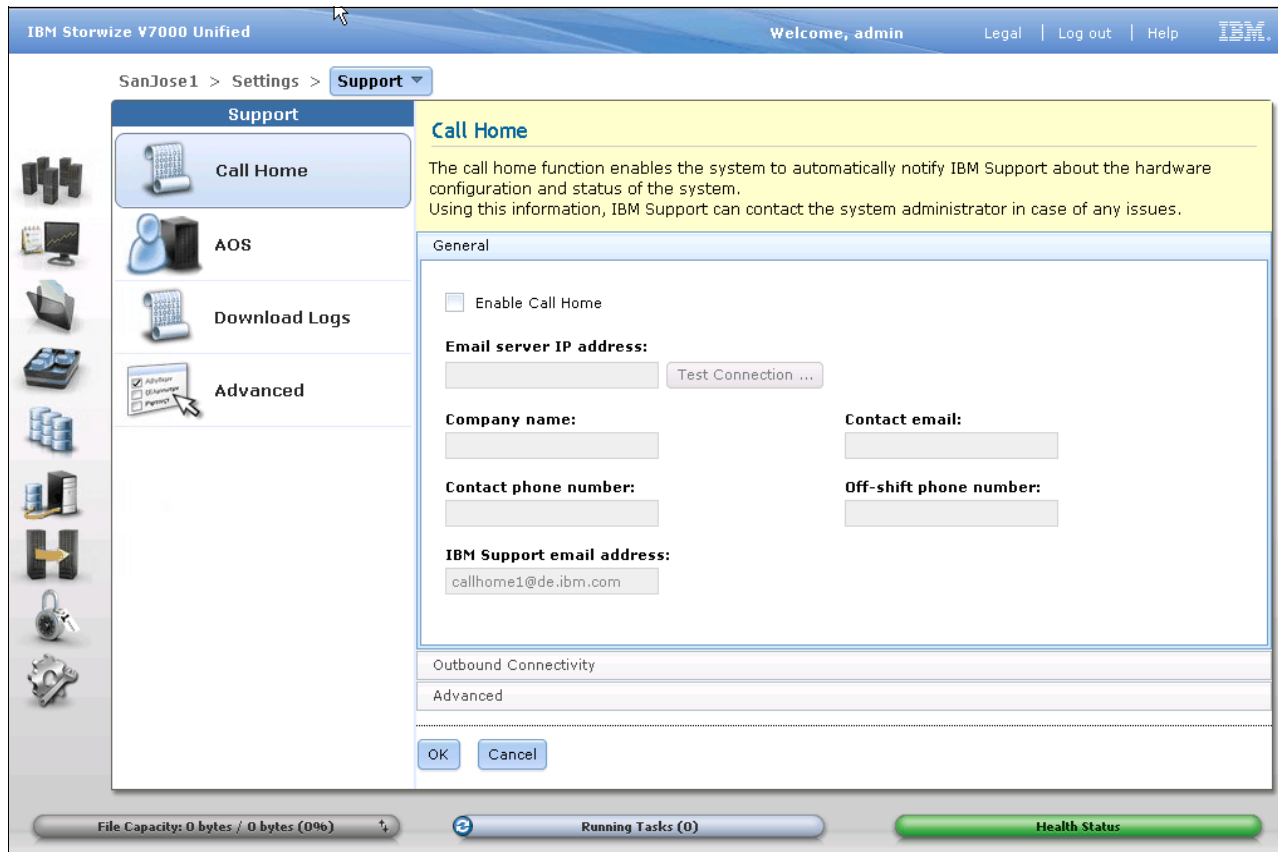 IBM Storwize V7000 Unified
Welcome, admin
Legal | Log out | Help
IBM.
SanJose1 > Settings > Support
Support
Call Home
AOS
Download Logs
Advanced
Call Home
The call home function enables the system to automatically notify IBM Support about the hardware
configuration and status of the system.
Using this information, IBM Support can contact the system administrator in case of any issues.
General
Enable Call Home
Email server IP address:
Test Connection ...
Company name:
Contact email:
Contact phone number:
Off-shift phone number:
IBM Support email address:
callhome1@de.ibm.com
Outbound Connectivity
Advanced
OK
Cancel
File Capacity: 0 bytes / 0 bytes (0%)
Running Tasks (0)
Health Status